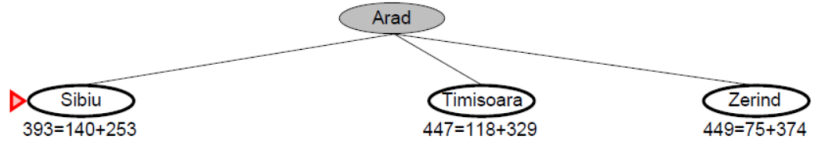 Arad
Sibiu Timisoara Zerind
393=140+253 447=118+329 449=75+374